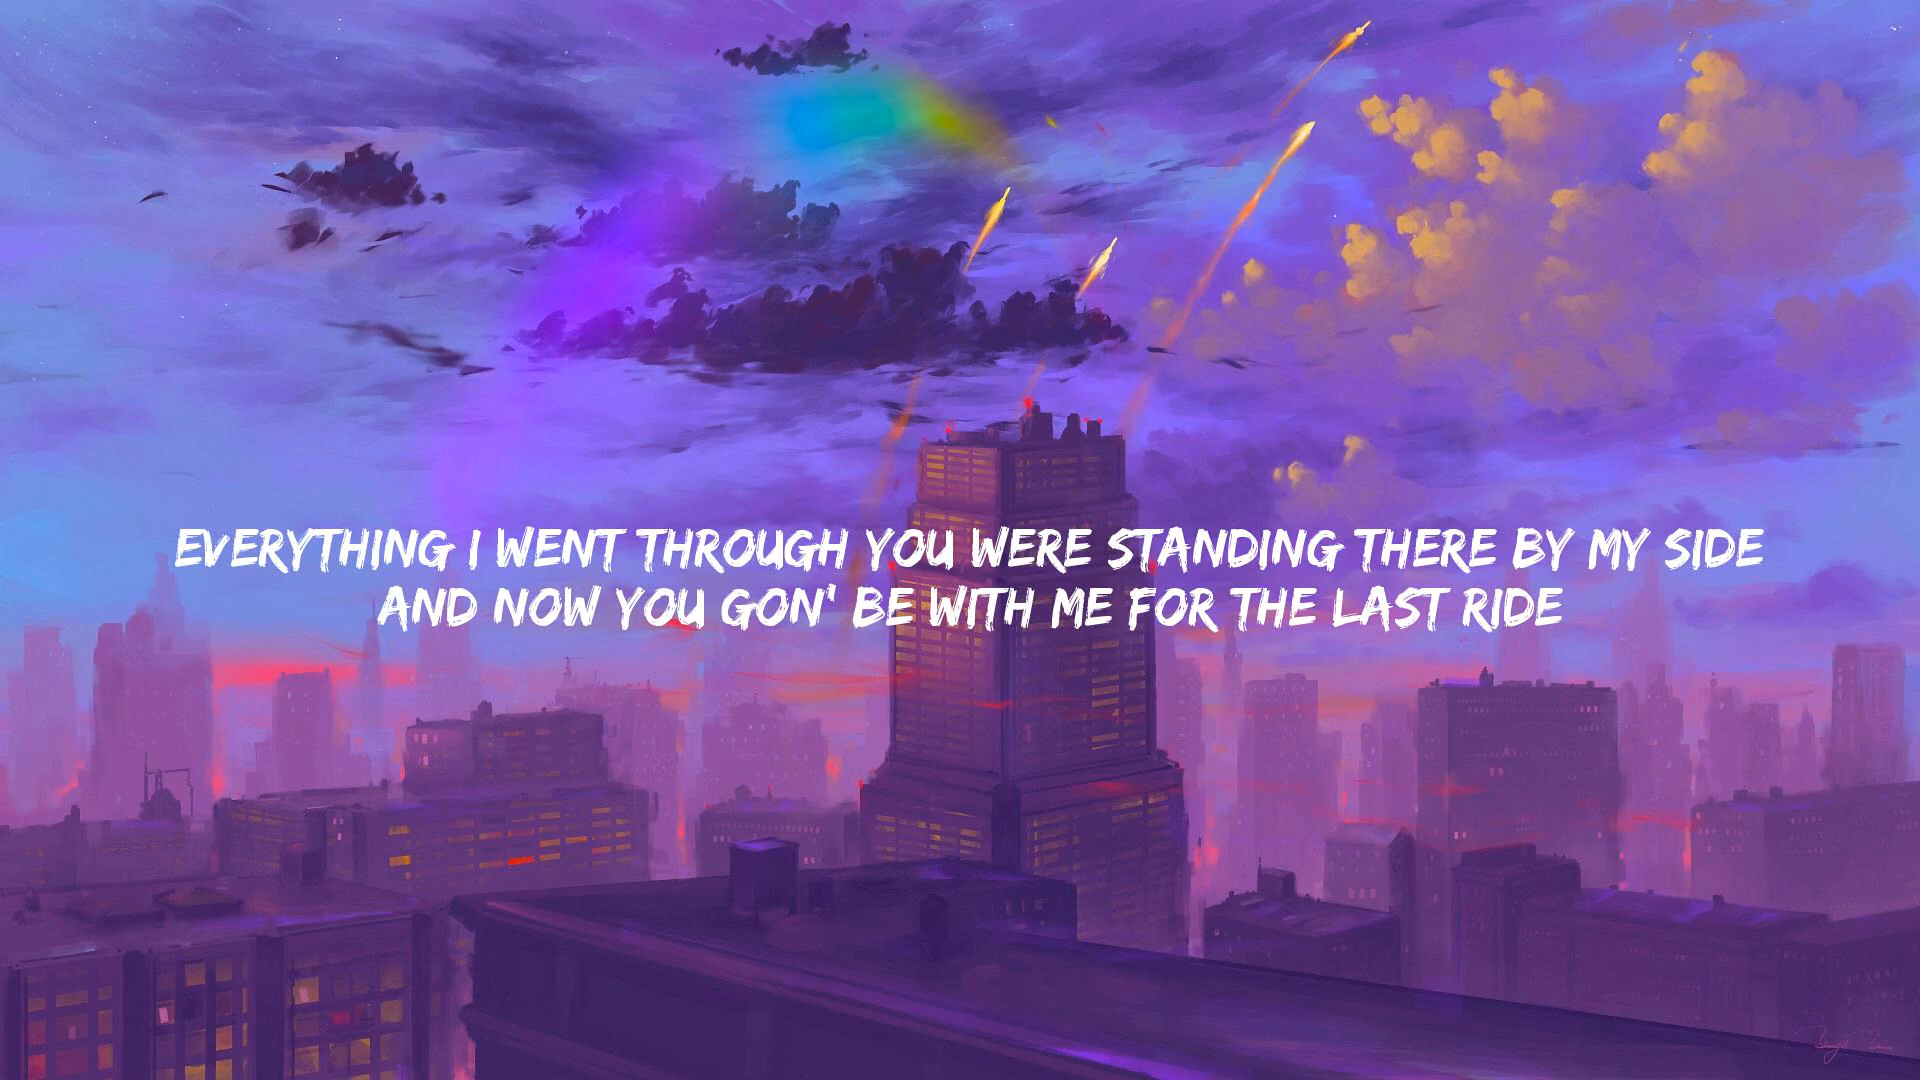 EVERYTHING I WENT THROUGH YOU WERE STANDING THERE BY MY SIDE
AND NOW YOU GON' BE WITH ME FOR THE LAST RIDE